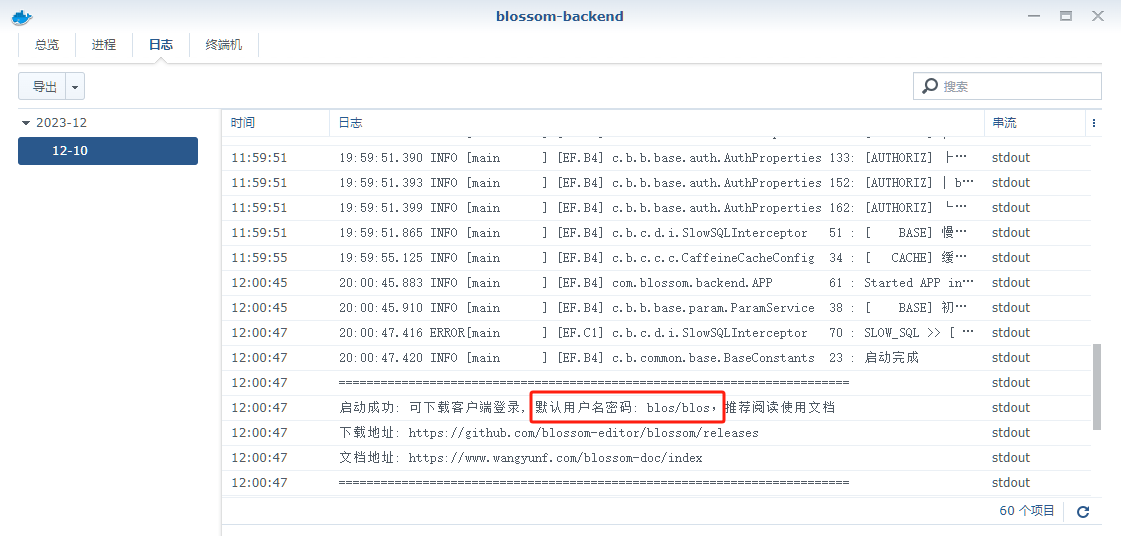 blossom-backend
总览 进程 日志 终端机
导出 搜索
2023-12
12-10
时间 日志 串流
11:59:51 19:59:51.390 INFO [main ] [EF.B4] c.b.b.base.auth.AuthProperties 133: [AUTHORIZ] ├··· stdout
11:59:51 19:59:51.393 INFO [main ] [EF.B4] c.b.b.base.auth.AuthProperties 152: [AUTHORIZ] | b··· stdout
11:59:51 19:59:51.399 INFO [main ] [EF.B4] c.b.b.base.auth.AuthProperties 162: [AUTHORIZ] └··· stdout
11:59:51 19:59:51.865 INFO [main ] [EF.B4] c.b.c.d.i.SlowSQLInterceptor 51 : [ BASE] 慢··· stdout
11:59:55 19:59:55.125 INFO [main ] [EF.B4] c.b.c.c.c.CaffeineCacheConfig 34 : [ CACHE] 缓··· stdout
12:00:45 20:00:45.883 INFO [main ] [EF.B4] com.blossom.backend.APP 61 : Started APP in··· stdout
12:00:45 20:00:45.910 INFO [main ] [EF.B4] c.b.b.base.param.ParamService 38 : [ BASE] 初··· stdout
12:00:47 20:00:47.416 ERROR[main ] [EF.C1] c.b.c.d.i.SlowSQLInterceptor 70 : SLOW_SQL >> [ ··· stdout
12:00:47 20:00:47.420 INFO [main ] [EF.B4] c.b.common.base.BaseConstants 23 : 启动完成 stdout
12:00:47 ========================================================================== stdout
12:00:47 启动成功: 可下载客户端登录, 默认用户名密码: blos/blos，推荐阅读使用文档 stdout
12:00:47 下载地址: https://github.com/blossom-editor/blossom/releases stdout
12:00:47 文档地址: https://www.wangyunf.com/blossom-doc/index stdout
12:00:47 ========================================================================== stdout
60 个项目